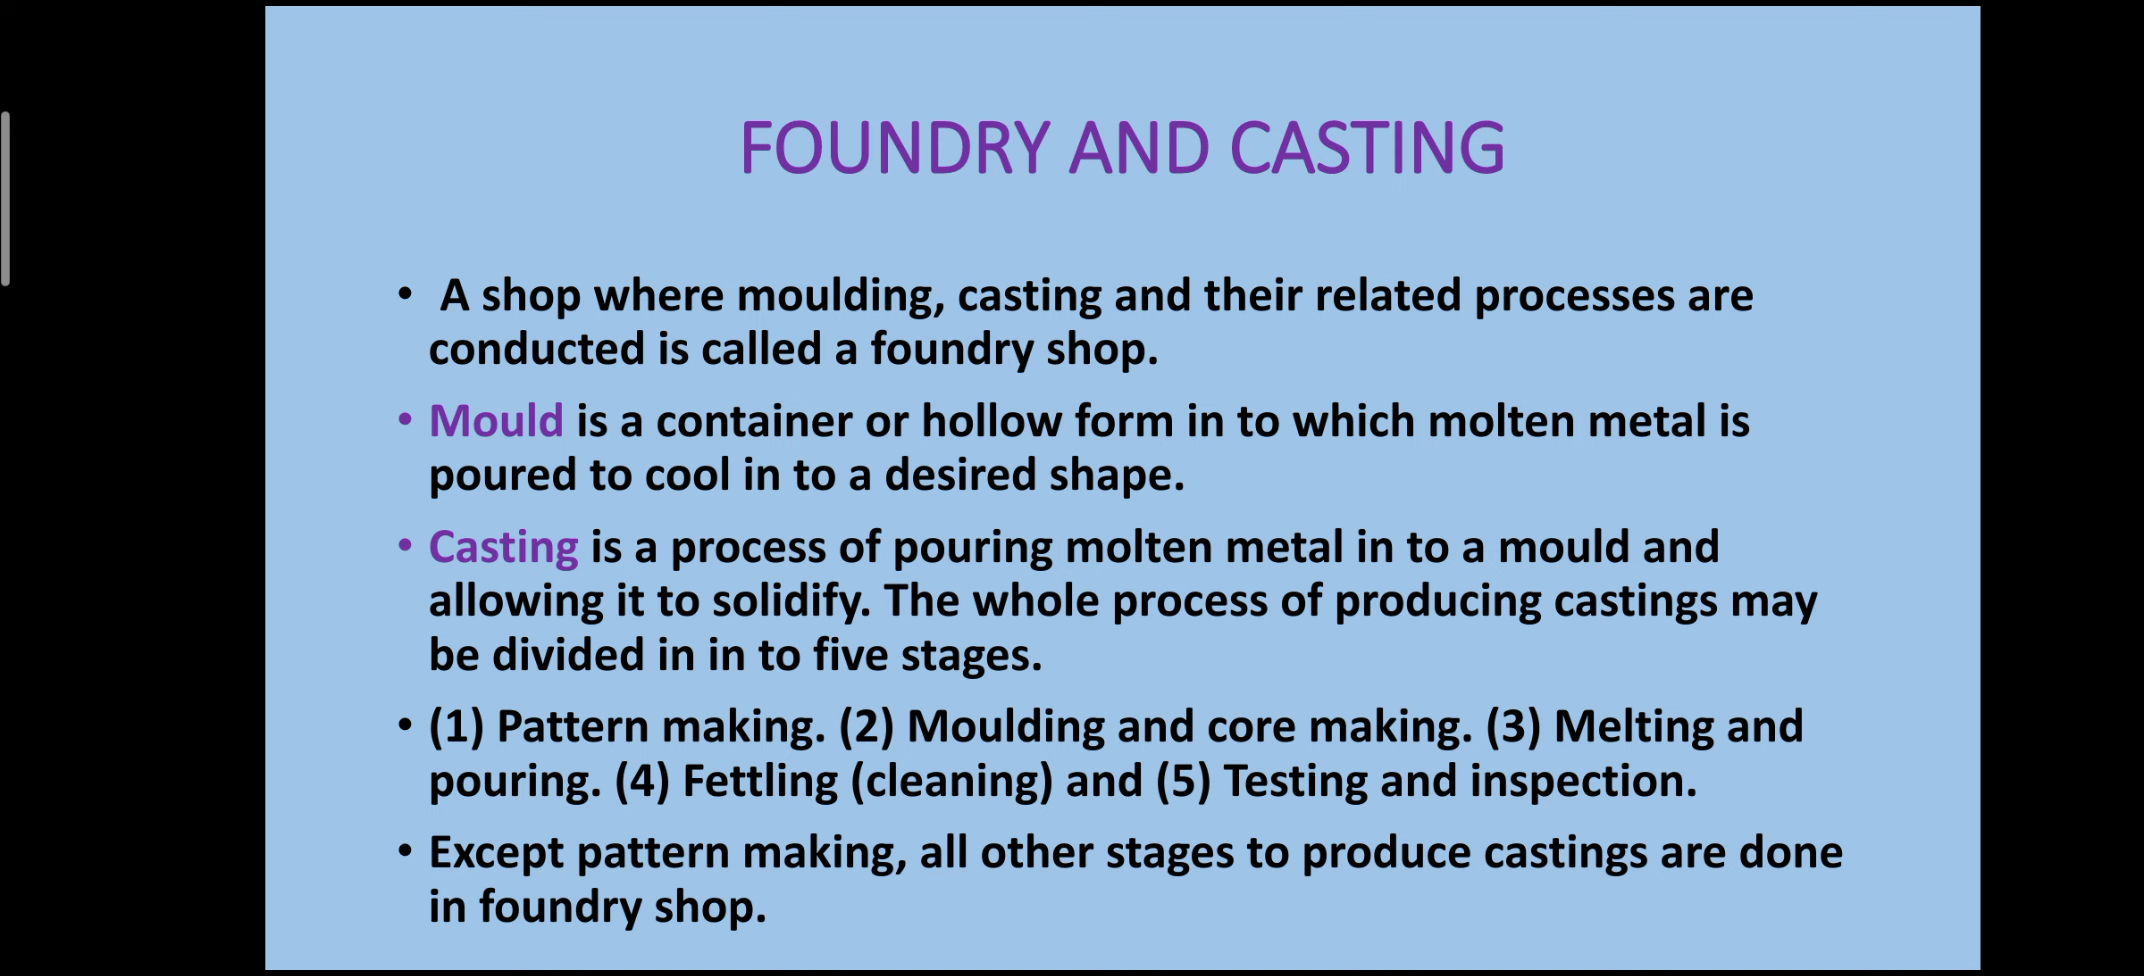 FOUNDRY AND CASTING
• A shop where moulding, casting and their related processes are
conducted is called a foundry shop.
• Mould is a container or hollow form in to which molten metal is
poured to cool in to a desired shape.
• Casting is a process of pouring molten metal in to a mould and
allowing it to solidify. The whole process of producing castings may
be divided in in to five stages.
• (1) Pattern making. (2) Moulding and core making. (3) Melting and
pouring. (4) Fettling (cleaning) and (5) Testing and inspection.
• Except pattern making, all other stages to produce castings are done
in foundry shop.